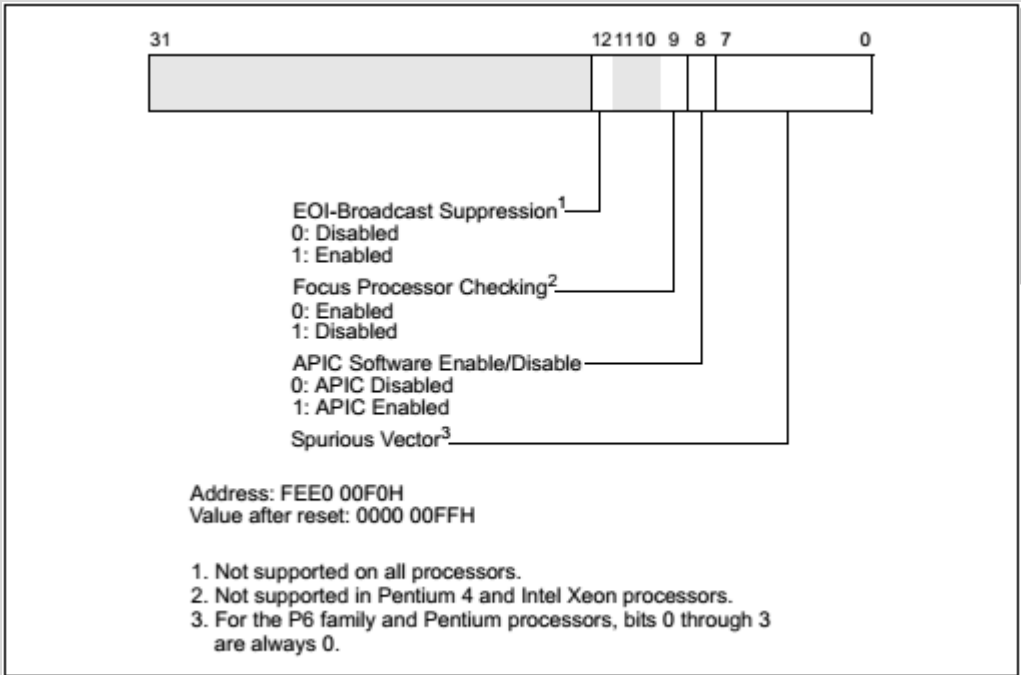 31 12 11 10 9 8 7 0
EOI-Broadcast Suppression1
0: Disabled
1: Enabled
Focus Processor Checking2
0: Enabled
1: Disabled
APIC Software Enable/Disable
0: APIC Disabled
1: APIC Enabled
Spurious Vector3
Address: FEE0 00F0H
Value after reset: 0000 00FFH
1. Not supported on all processors.
2. Not supported in Pentium 4 and Intel Xeon processors.
3. For the P6 family and Pentium processors, bits 0 through 3
are always 0.